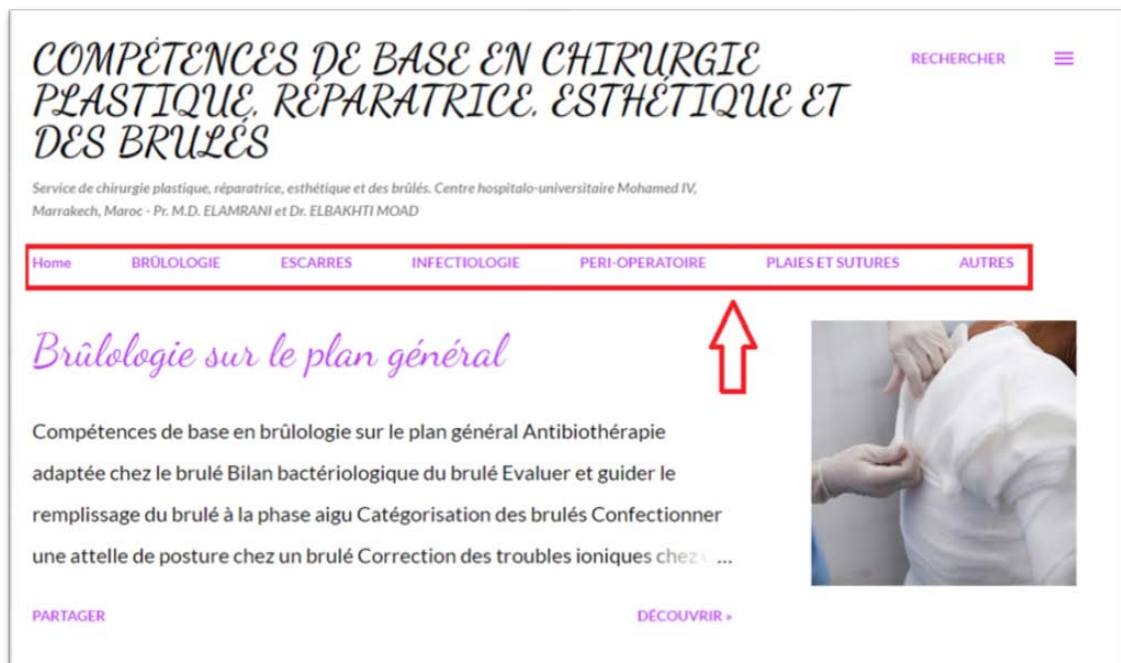 COMPÉTENCES DE BASE EN CHIRURGIE
PLASTIQUE, RÉPARATRICE, ESTHÉTIQUE ET
DES BRULÉS
RECHERCHER
Service de chirurgie plastique, réparatrice, esthétique et des brûlés. Centre hospitalo-universitaire Mohamed IV,
Marrakech, Maroc - Pr. M.D. ELAMRANI et Dr. ELBAKHTI MOAD
Home BRÛLOLOGIE ESCARRES INFECTIOLOGIE PERI-OPERATOIRE PLAIES ET SUTURES AUTRES
Brûlologie sur le plan général
Compétences de base en brûlologie sur le plan général Antibiothérapie
adaptée chez le brulé Bilan bactériologique du brulé Evaluer et guider le
remplissage du brulé à la phase aigu Catégorisation des brulés Confectionner
une attelle de posture chez un brulé Correction des troubles ioniques chez ...
PARTAGER
DÉCOUVRIR »